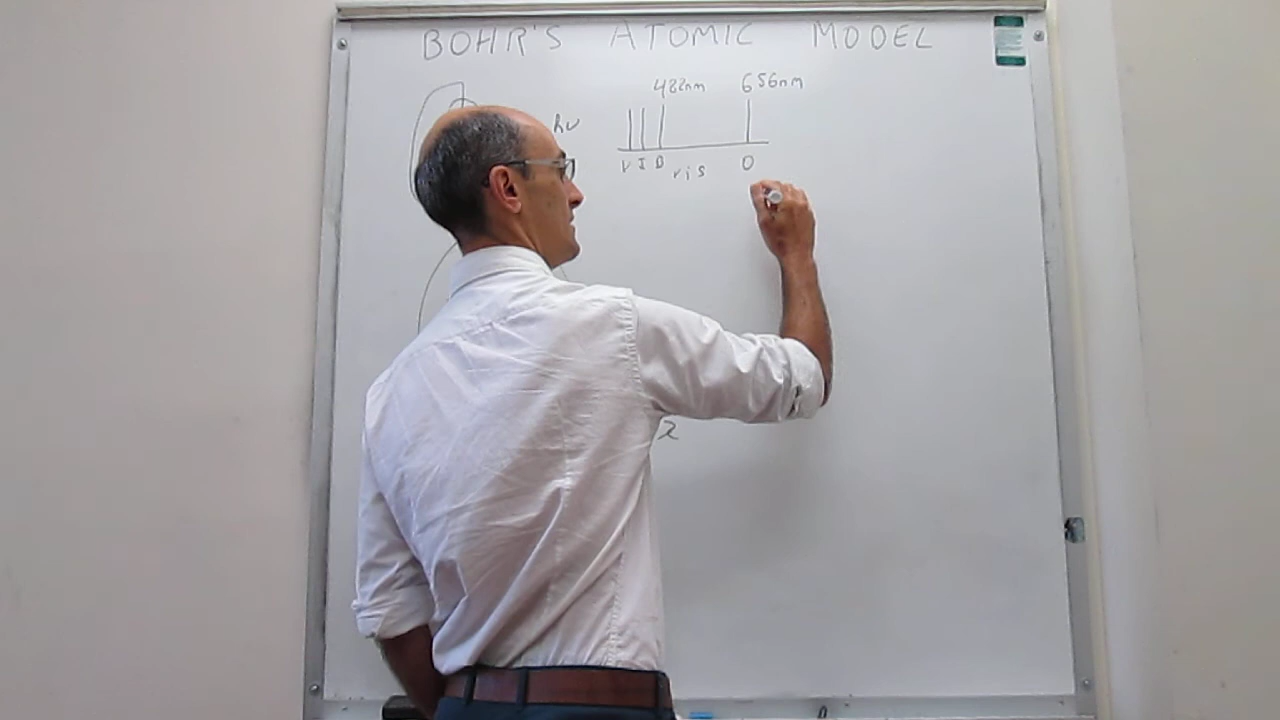 BOHR'S ATOMIC MODEL
482nm 656nm
hν
V I B vis O
λ